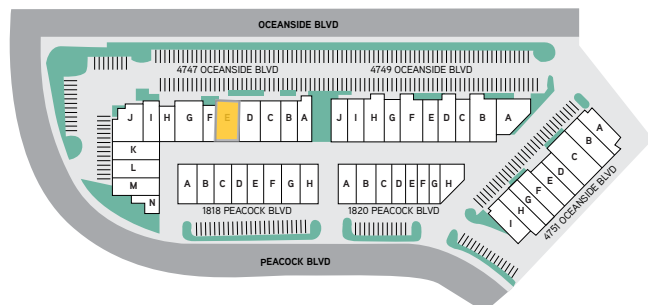 OCEANSIDE BLVD
4747 OCEANSIDE BLVD 4749 OCEANSIDE BLVD
J I H G F E D C B A J I H G F E D C B A
K
L
M
N
A B C D E F G H A B C D E F G H
1818 PEACOCK BLVD 1820 PEACOCK BLVD
A
B
C
D
E
F
G
H
I
4751 OCEANSIDE BLVD
PEACOCK BLVD